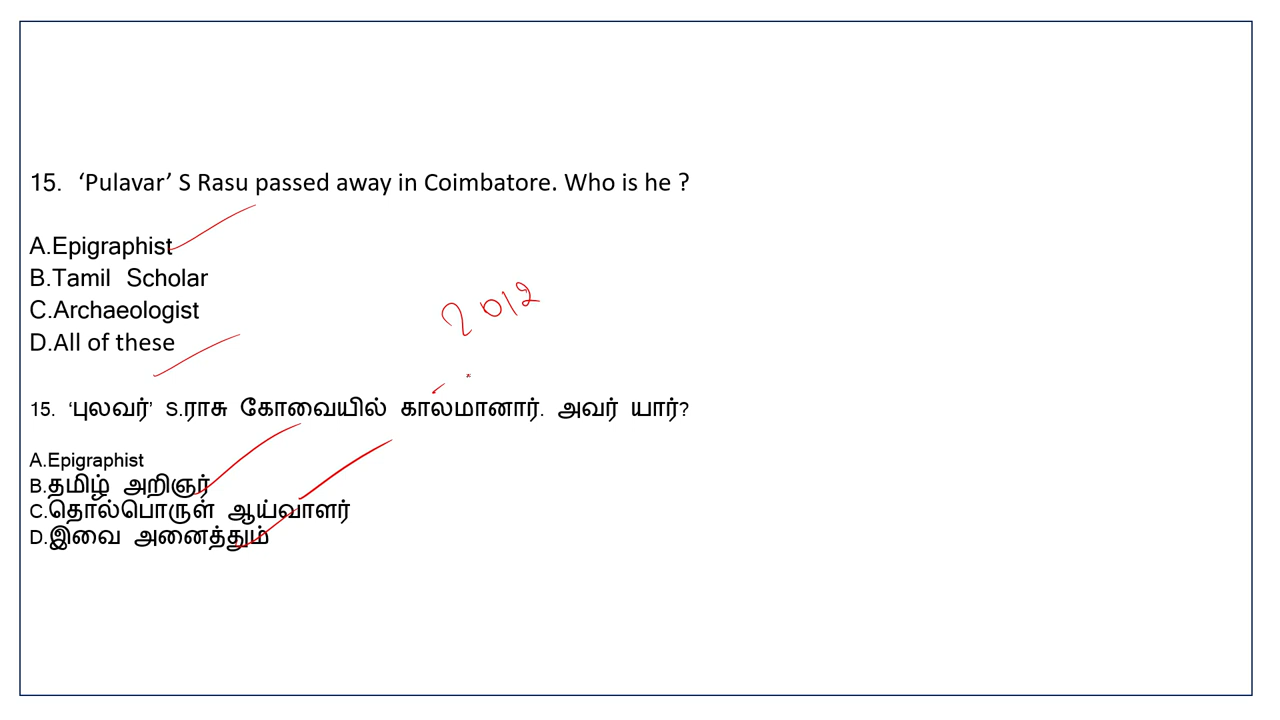 15. ‘Pulavar’ S Rasu passed away in Coimbatore. Who is he ?
A.Epigraphist
B.Tamil Scholar
C.Archaeologist
2012
D.All of these
15. ‘புலவர்’ S.ராசு கோவையில் காலமானார். அவர் யார்?
A.Epigraphist
B.தமிழ் அறிஞர்
C.தொல்பொருள் ஆய்வாளர்
D.இவை அனைத்தும்